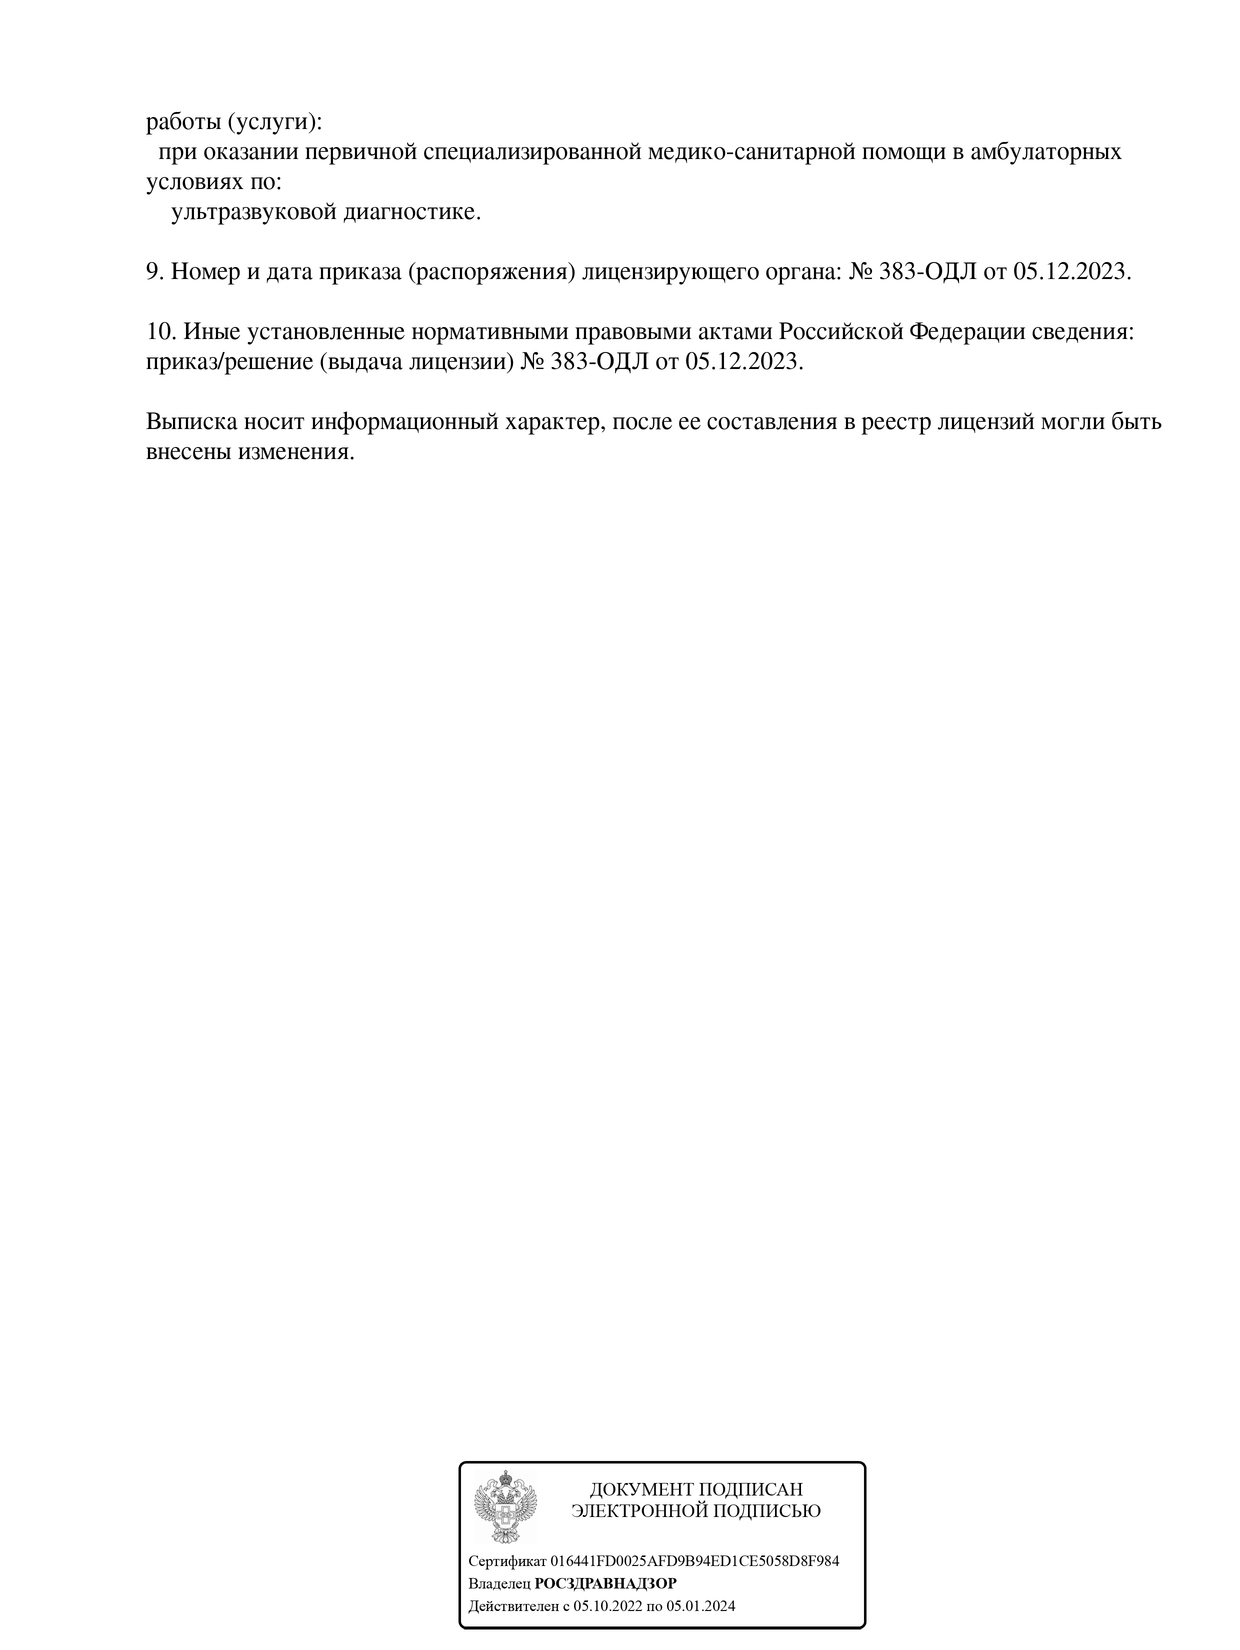 работы (услуги):
при оказании первичной специализированной медико-санитарной помощи в амбулаторных
условиях по:
ультразвуковой диагностике.
9. Номер и дата приказа (распоряжения) лицензирующего органа: № 383-ОДЛ от 05.12.2023.
10. Иные установленные нормативными правовыми актами Российской Федерации сведения:
приказ/решение (выдача лицензии) № 383-ОДЛ от 05.12.2023.
Выписка носит информационный характер, после ее составления в реестр лицензий могли быть
внесены изменения.
ДОКУМЕНТ ПОДПИСАН
ЭЛЕКТРОННОЙ ПОДПИСЬЮ
Сертификат 016441FD0025AFD9B94ED1CE5058D8F984
Владелец РОСЗДРАВНАДЗОР
Действителен с 05.10.2022 по 05.01.2024